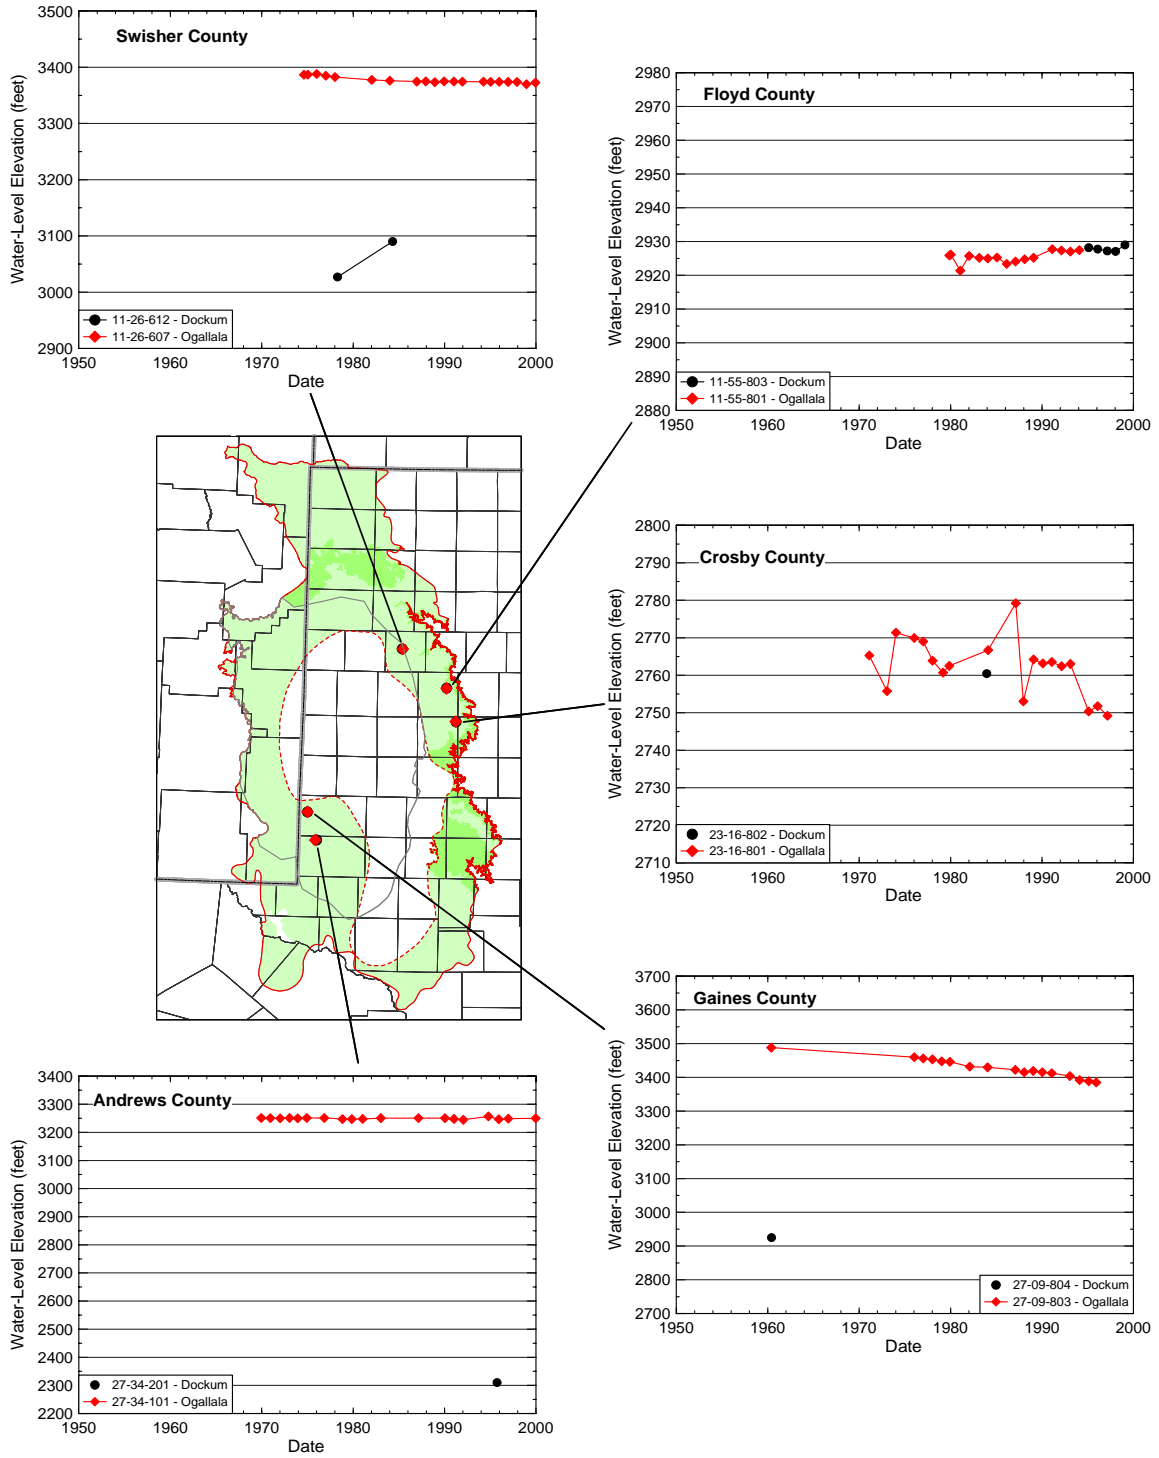 Swisher County
Water-Level Elevation (feet)
3500
3400
3300
3200
3100
3000
2900
11-26-612 - Dockum
11-26-607 - Ogallala
1950 1960 1970 1980 1990 2000
Date
Floyd County
Water-Level Elevation (feet)
2980
2970
2960
2950
2940
2930
2920
2910
2900
2890
2880
11-55-803 - Dockum
11-55-801 - Ogallala
1950 1960 1970 1980 1990 2000
Date
Crosby County
Water-Level Elevation (feet)
2800
2790
2780
2770
2760
2750
2740
2730
2720
2710
23-16-802 - Dockum
23-16-801 - Ogallala
1950 1960 1970 1980 1990 2000
Date
Gaines County
Water-Level Elevation (feet)
3700
3600
3500
3400
3300
3200
3100
3000
2900
2800
2700
27-09-804 - Dockum
27-09-803 - Ogallala
1950 1960 1970 1980 1990 2000
Date
Andrews County
Water-Level Elevation (feet)
3400
3300
3200
3100
3000
2900
2800
2700
2600
2500
2400
2300
2200
27-34-201 - Dockum
27-34-101 - Ogallala
1950 1960 1970 1980 1990 2000
Date